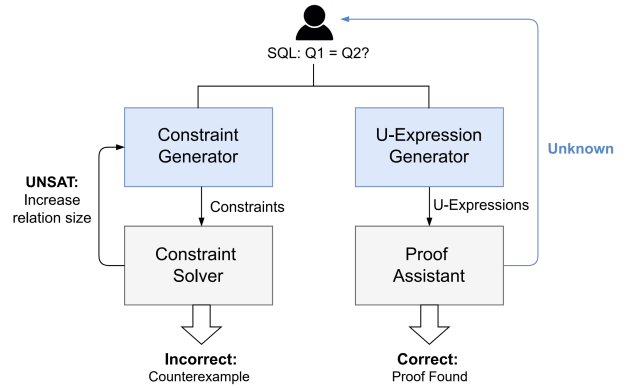 SQL: Q1 = Q2?
Constraint
Generator
U-Expression
Generator
Unknown
UNSAT:
Increase
relation size
Constraints
U-Expressions
Constraint
Solver
Proof
Assistant
Incorrect:
Counterexample
Correct:
Proof Found